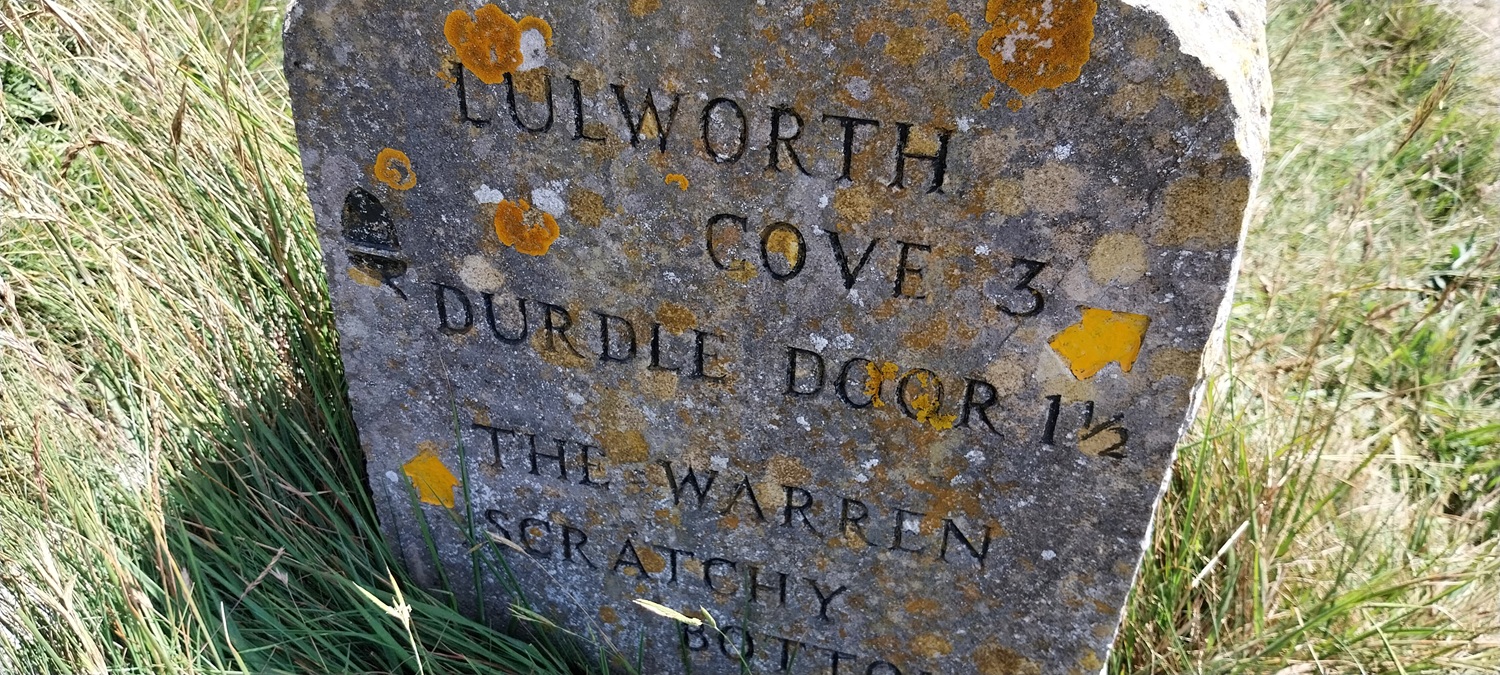 LULWORTH
COVE 3
DURDLE DOOR 1½
THE WARREN
SCRATCHY